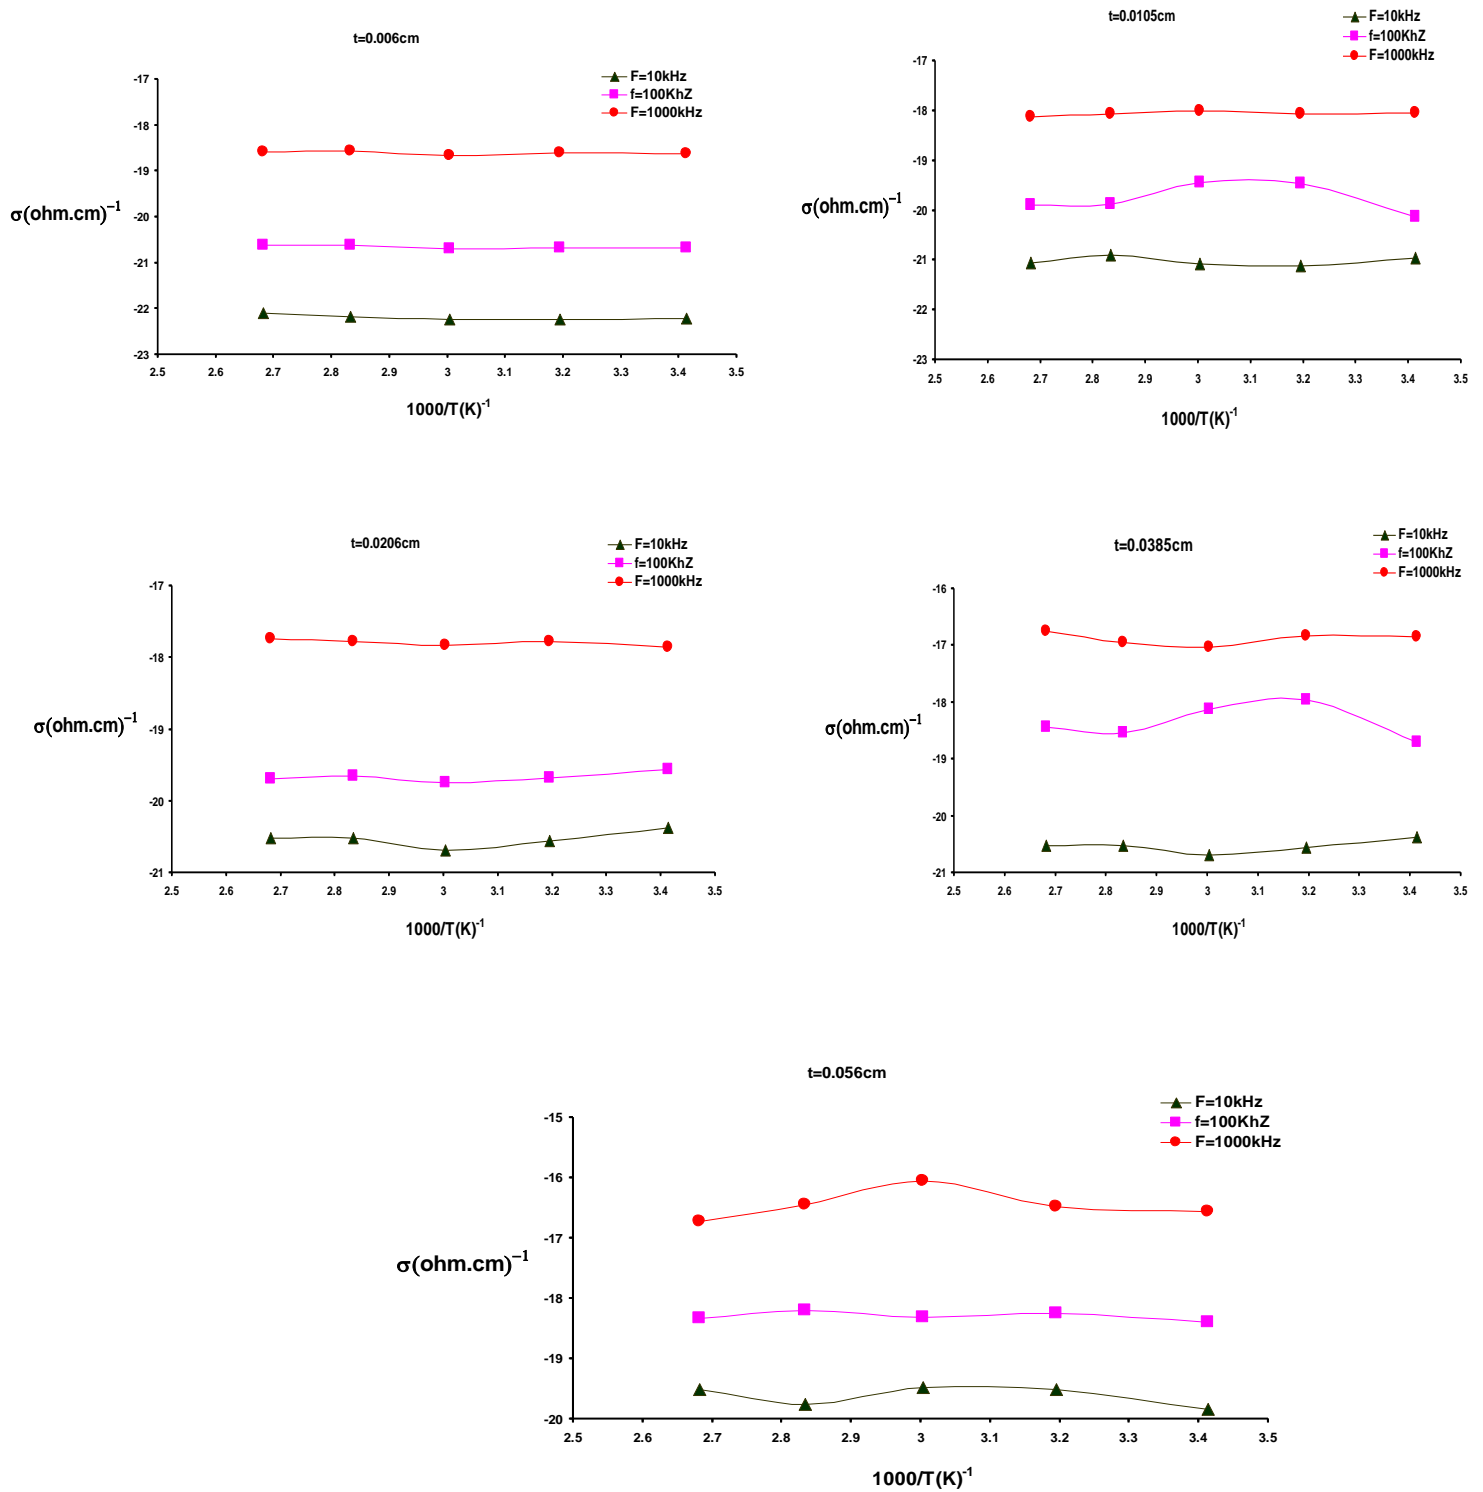 t=0.006cm
F=10kHz
f=100KhZ
F=1000kHz
-17
-18
-19
-20
-21
-22
-23
σ(ohm.cm)⁻¹
2.5 2.6 2.7 2.8 2.9 3 3.1 3.2 3.3 3.4 3.5
1000/T(K)⁻¹
t=0.0105cm
F=10kHz
f=100KhZ
F=1000kHz
-17
-18
-19
-20
-21
-22
-23
σ(ohm.cm)⁻¹
2.5 2.6 2.7 2.8 2.9 3 3.1 3.2 3.3 3.4 3.5
1000/T(K)⁻¹
t=0.0206cm
F=10kHz
f=100KhZ
F=1000kHz
-17
-18
-19
-20
-21
σ(ohm.cm)⁻¹
2.5 2.6 2.7 2.8 2.9 3 3.1 3.2 3.3 3.4 3.5
1000/T(K)⁻¹
t=0.0385cm
F=10kHz
f=100KhZ
F=1000kHz
-16
-17
-18
-19
-20
-21
σ(ohm.cm)⁻¹
2.5 2.6 2.7 2.8 2.9 3 3.1 3.2 3.3 3.4 3.5
1000/T(K)⁻¹
t=0.056cm
F=10kHz
f=100KhZ
F=1000kHz
-15
-16
-17
-18
-19
-20
σ(ohm.cm)⁻¹
2.5 2.6 2.7 2.8 2.9 3 3.1 3.2 3.3 3.4 3.5
1000/T(K)⁻¹